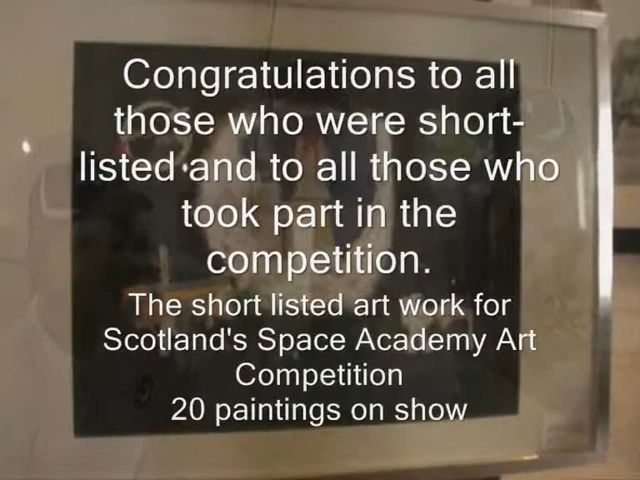 Congratulations to all
those who were short-
listed and to all those who
took part in the
competition.
The short listed art work for
Scotland's Space Academy Art
Competition
20 paintings on show